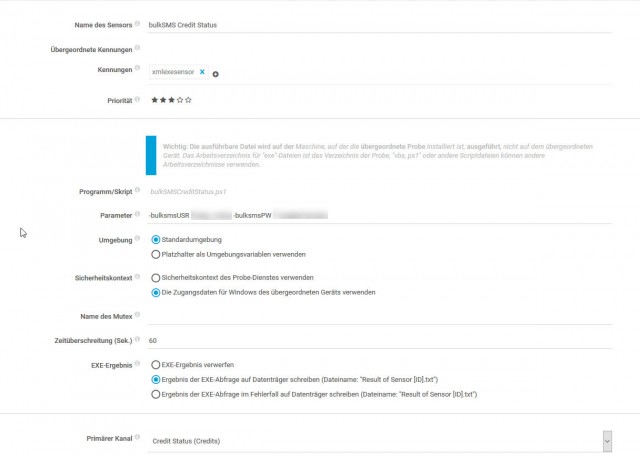 Name des Sensors
bulkSMS Credit Status
Übergeordnete Kennungen
Kennungen
xmlexesensor
Priorität
Wichtig: Die ausführbare Datei wird auf der Maschine, auf der die übergeordnete Probe installiert ist, ausgeführt, nicht auf dem übergeordneten
Gerät. Das Arbeitsverzeichnis für "exe"-Dateien ist das Verzeichnis der Probe, "vbs, ps1" oder andere Scriptdateien können andere
Arbeitsverzeichnisse verwenden.
Programm/Skript
bulkSMSCreditStatus.ps1
Parameter
-bulksmsUSR -bulksmsPW
Umgebung
Standardumgebung
Platzhalter als Umgebungsvariablen verwenden
Sicherheitskontext
Sicherheitskontext des Probe-Dienstes verwenden
Die Zugangsdaten für Windows des übergeordneten Geräts verwenden
Name des Mutex
Zeitüberschreitung (Sek.)
60
EXE-Ergebnis
EXE-Ergebnis verwerfen
Ergebnis der EXE-Abfrage auf Datenträger schreiben (Dateiname: "Result of Sensor [ID].txt")
Ergebnis der EXE-Abfrage im Fehlerfall auf Datenträger schreiben (Dateiname: "Result of Sensor [ID].txt")
Primärer Kanal
Credit Status (Credits)